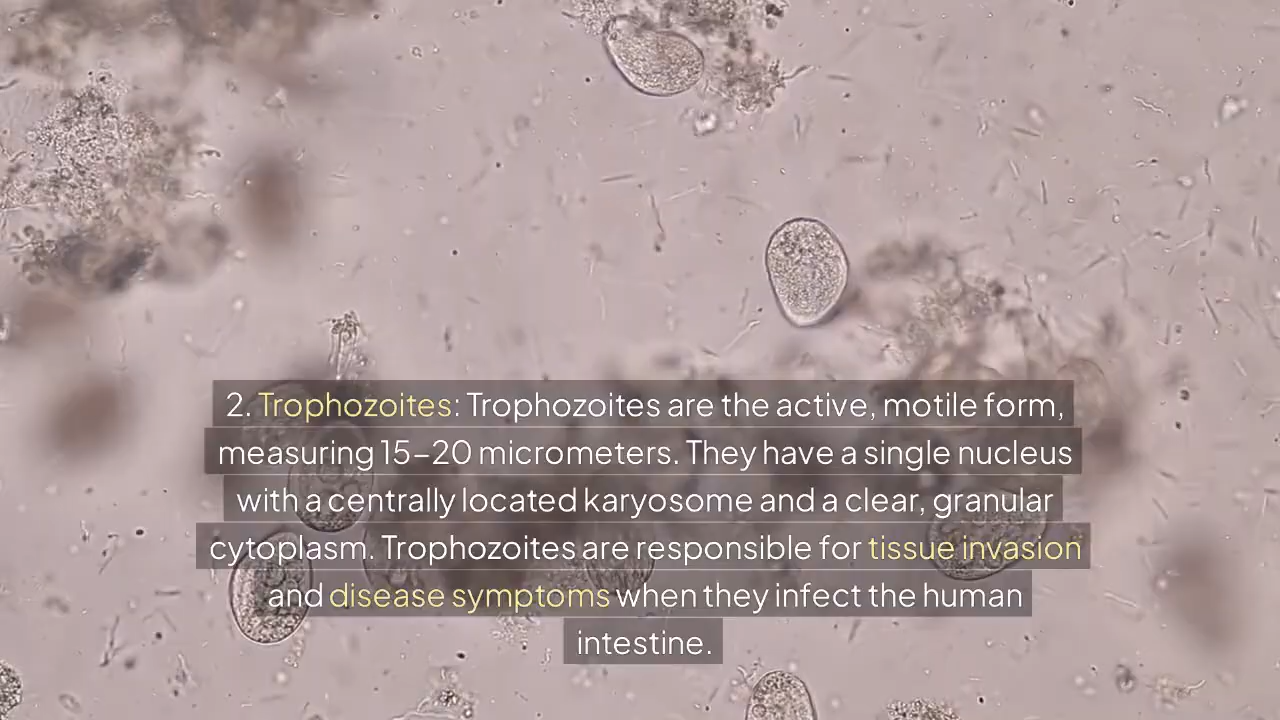 2. Trophozoites: Trophozoites are the active, motile form,
measuring 15–20 micrometers. They have a single nucleus
with a centrally located karyosome and a clear, granular
cytoplasm. Trophozoites are responsible for tissue invasion
and disease symptoms when they infect the human
intestine.